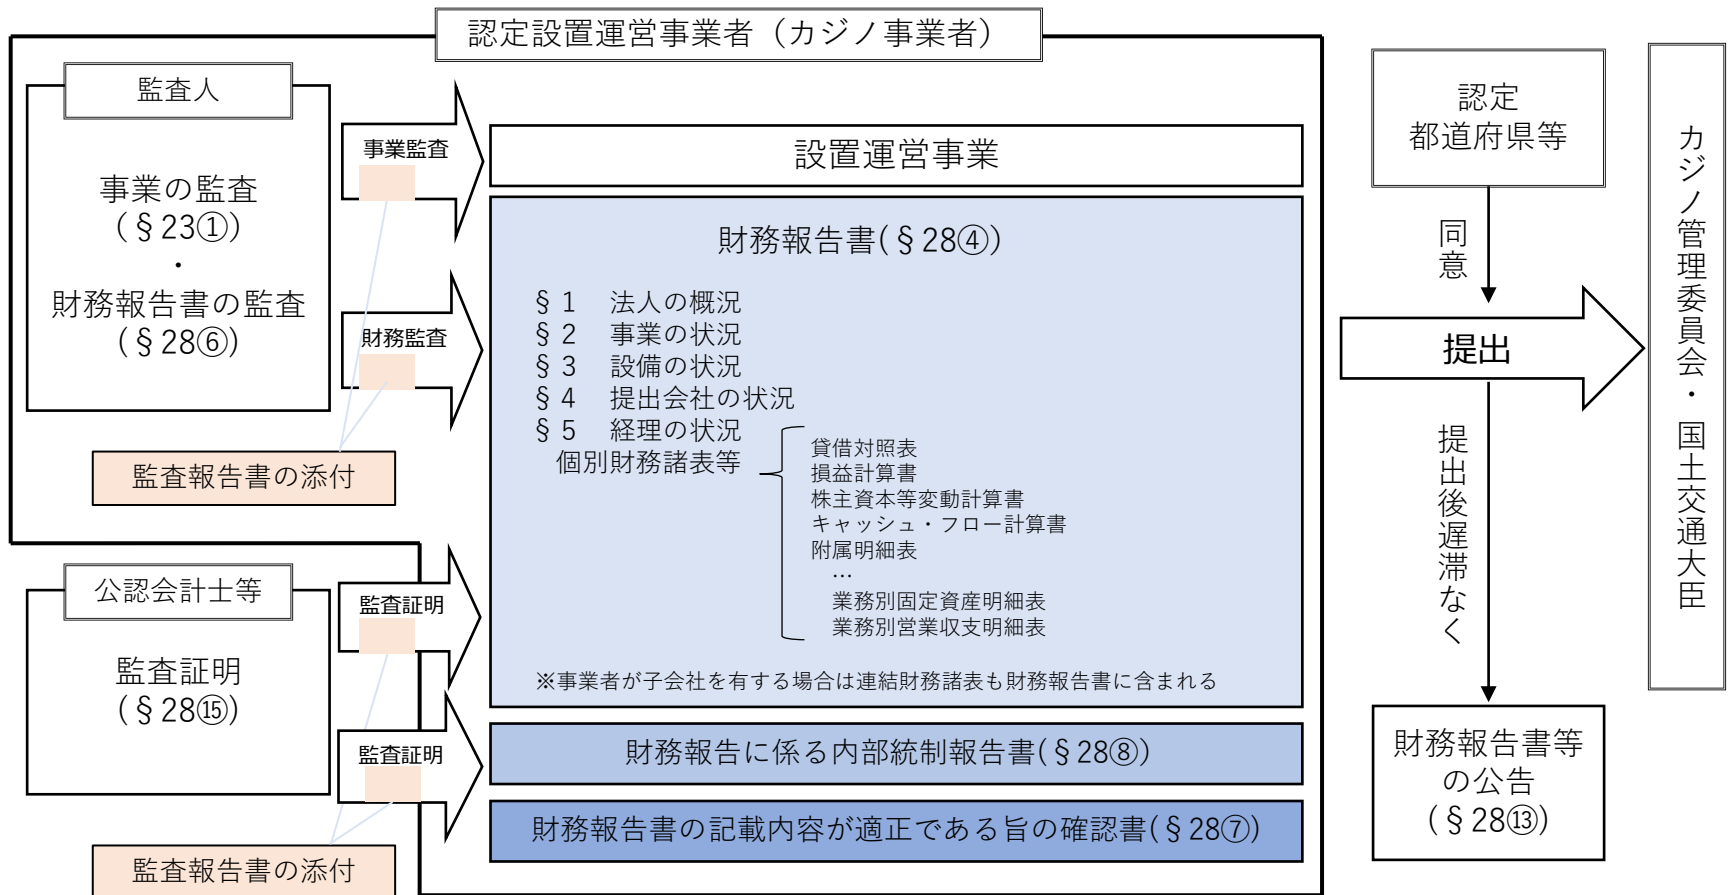 認定設置運営事業者（カジノ事業者）
監査人
事業の監査
(§23①)
・
財務報告書の監査
(§28⑥)
事業監査
財務監査
監査報告書の添付
公認会計士等
監査証明
(§28⑮)
監査証明
監査証明
監査報告書の添付
設置運営事業
財務報告書(§28④)
§1 法人の概況
§2 事業の状況
§3 設備の状況
§4 提出会社の状況
§5 経理の状況
個別財務諸表等
貸借対照表
損益計算書
株主資本等変動計算書
キャッシュ・フロー計算書
附属明細表
…
業務別固定資産明細表
業務別営業収支明細表
※事業者が子会社を有する場合は連結財務諸表も財務報告書に含まれる
財務報告に係る内部統制報告書(§28⑧)
財務報告書の記載内容が適正である旨の確認書(§28⑦)
認定
都道府県等
同意
提出
提出後遅滞なく
財務報告書等
の公告
(§28⑬)
カジノ管理委員会・国土交通大臣